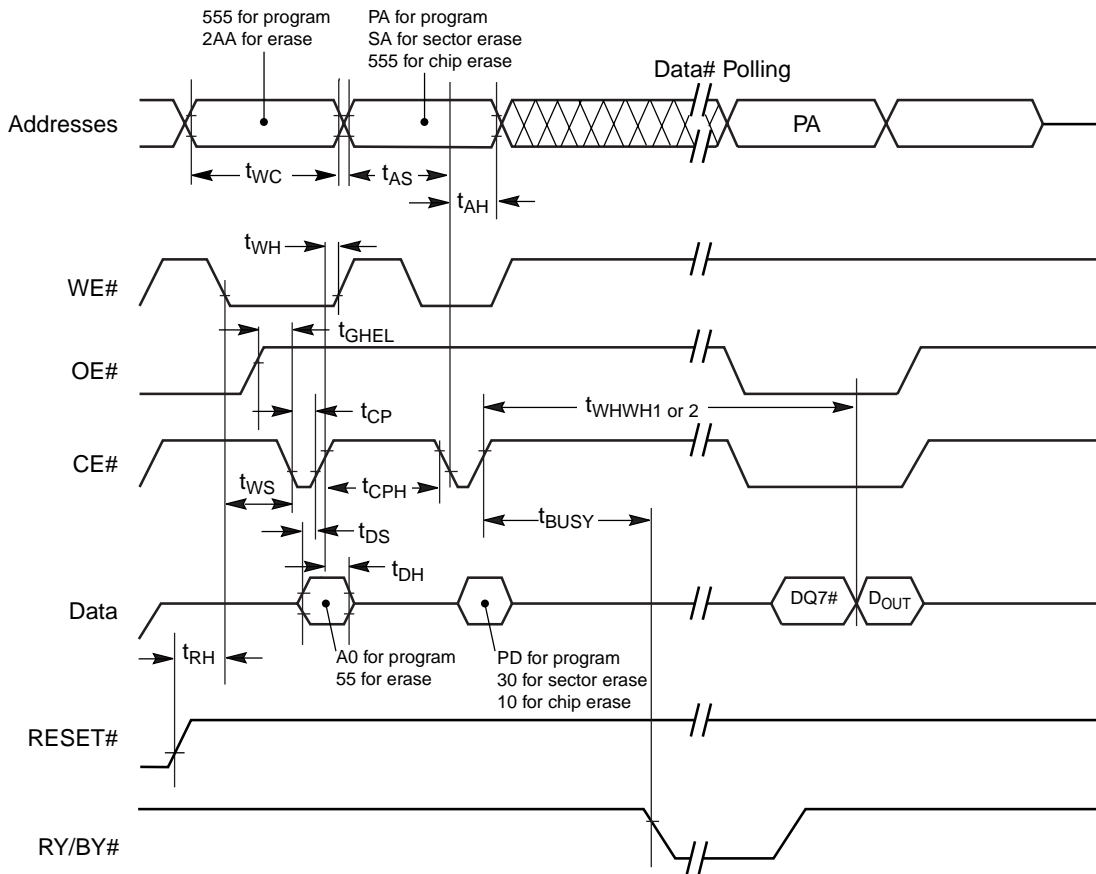 555 for program
2AA for erase
PA for program
SA for sector erase
555 for chip erase
Data# Polling
Addresses
PA
tWC
tAS
tAH
tWH
WE#
tGHEL
OE#
tWHWH1 or 2
tCP
CE#
tWS
tCPH
tBUSY
tDS
tDH
Data
DQ7#
DOUT
tRH
A0 for program
55 for erase
PD for program
30 for sector erase
10 for chip erase
RESET#
RY/BY#